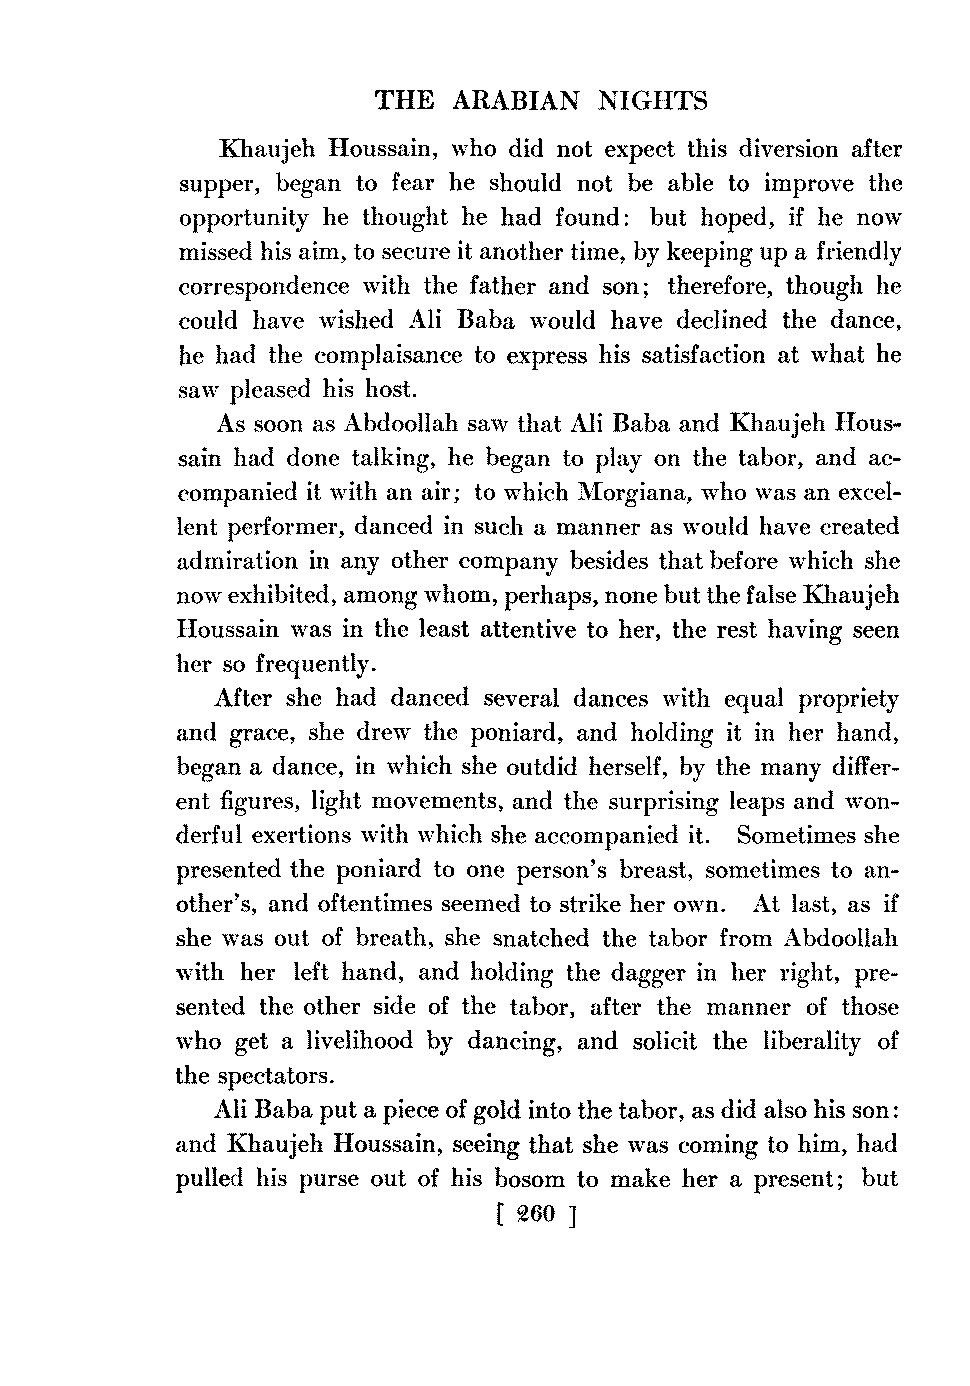 THE ARABIAN NIGHTS
Khaujeh Houssain, who did not expect this diversion after
supper, began to fear he should not be able to improve the
opportunity he thought he had found: but hoped, if he now
missed his aim, to secure it another time, by keeping up a friendly
correspondence with the father and son; therefore, though he
could have wished Ali Baba would have declined the dance,
he had the complaisance to express his satisfaction at what he
saw pleased his host.
As soon as Abdoollah saw that Ali Baba and Khaujeh Hous-
sain had done talking, he began to play on the tabor, and ac-
companied it with an air; to which Morgiana, who was an excel-
lent performer, danced in such a manner as would have created
admiration in any other company besides that before which she
now exhibited, among whom, perhaps, none but the false Khaujeh
Houssain was in the least attentive to her, the rest having seen
her so frequently.
After she had danced several dances with equal propriety
and grace, she drew the poniard, and holding it in her hand,
began a dance, in which she outdid herself, by the many differ-
ent figures, light movements, and the surprising leaps and won-
derful exertions with which she accompanied it. Sometimes she
presented the poniard to one person's breast, sometimes to an-
other's, and oftentimes seemed to strike her own. At last, as if
she was out of breath, she snatched the tabor from Abdoollah
with her left hand, and holding the dagger in her right, pre-
sented the other side of the tabor, after the manner of those
who get a livelihood by dancing, and solicit the liberality of
the spectators.
Ali Baba put a piece of gold into the tabor, as did also his son:
and Khaujeh Houssain, seeing that she was coming to him, had
pulled his purse out of his bosom to make her a present; but
[ 260 ]